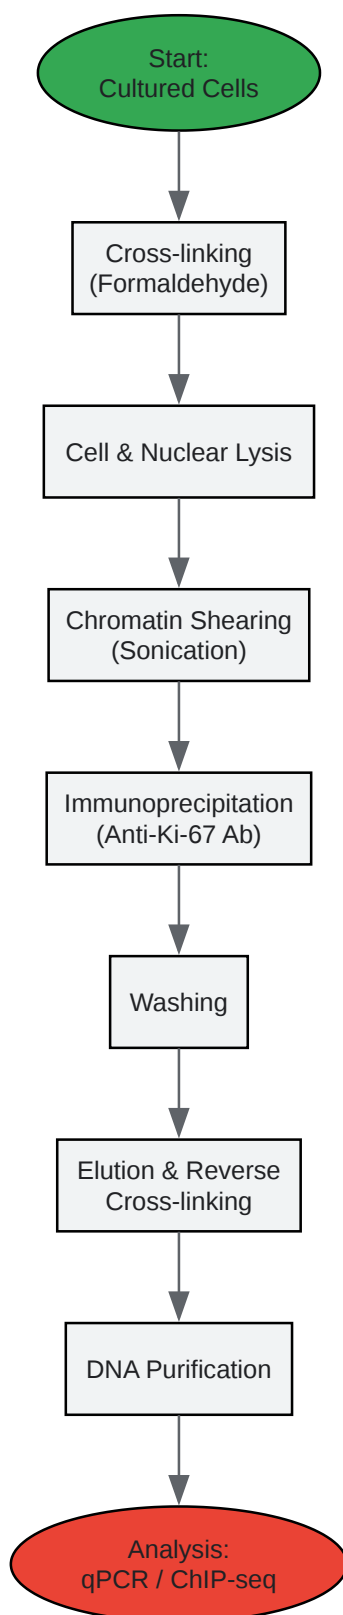 Start:
Cultured Cells
Cross-linking
(Formaldehyde)
Cell & Nuclear Lysis
Chromatin Shearing
(Sonication)
Immunoprecipitation
(Anti-Ki-67 Ab)
Washing
Elution & Reverse
Cross-linking
DNA Purification
Analysis:
qPCR / ChIP-seq